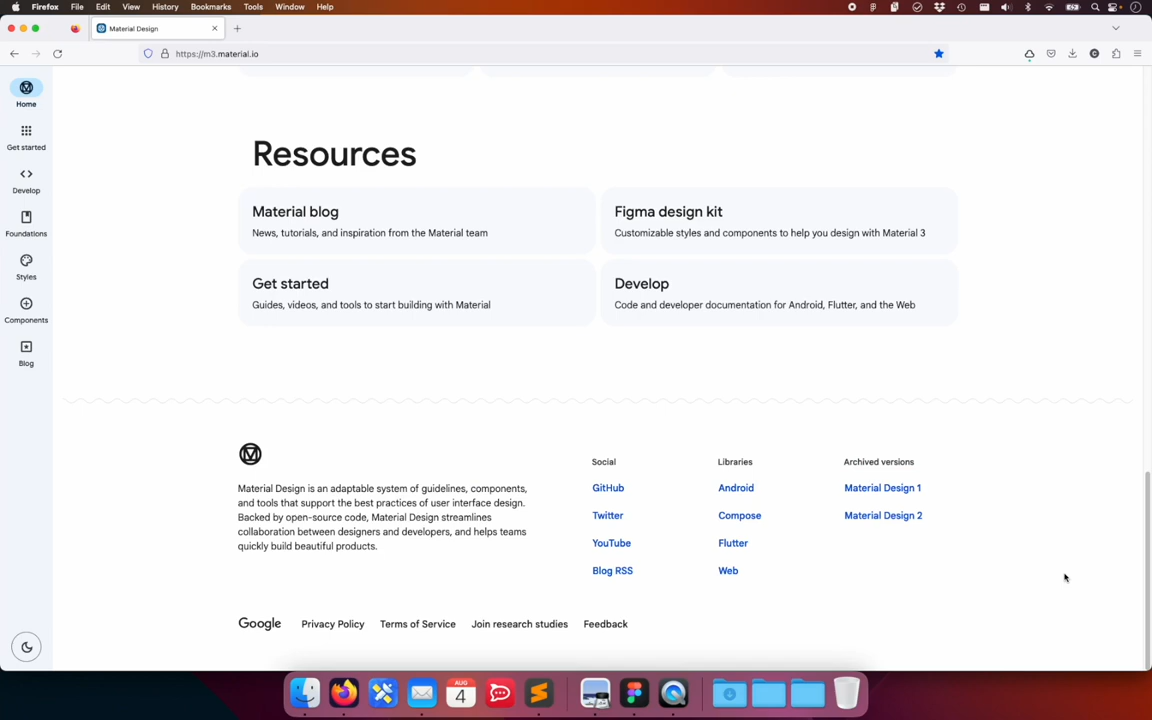 Firefox File Edit View History Bookmarks Tools Window Help
Material Design
https://m3.material.io
Home
Get started
Develop
Foundations
Styles
Components
Blog
Resources
Material blog
News, tutorials, and inspiration from the Material team
Figma design kit
Customizable styles and components to help you design with Material 3
Get started
Guides, videos, and tools to start building with Material
Develop
Code and developer documentation for Android, Flutter, and the Web
Material Design is an adaptable system of guidelines, components,
and tools that support the best practices of user interface design.
Backed by open-source code, Material Design streamlines
collaboration between designers and developers, and helps teams
quickly build beautiful products.
Social
GitHub
Twitter
YouTube
Blog RSS
Libraries
Android
Compose
Flutter
Web
Archived versions
Material Design 1
Material Design 2
Google Privacy Policy Terms of Service Join research studies Feedback
AUG
4